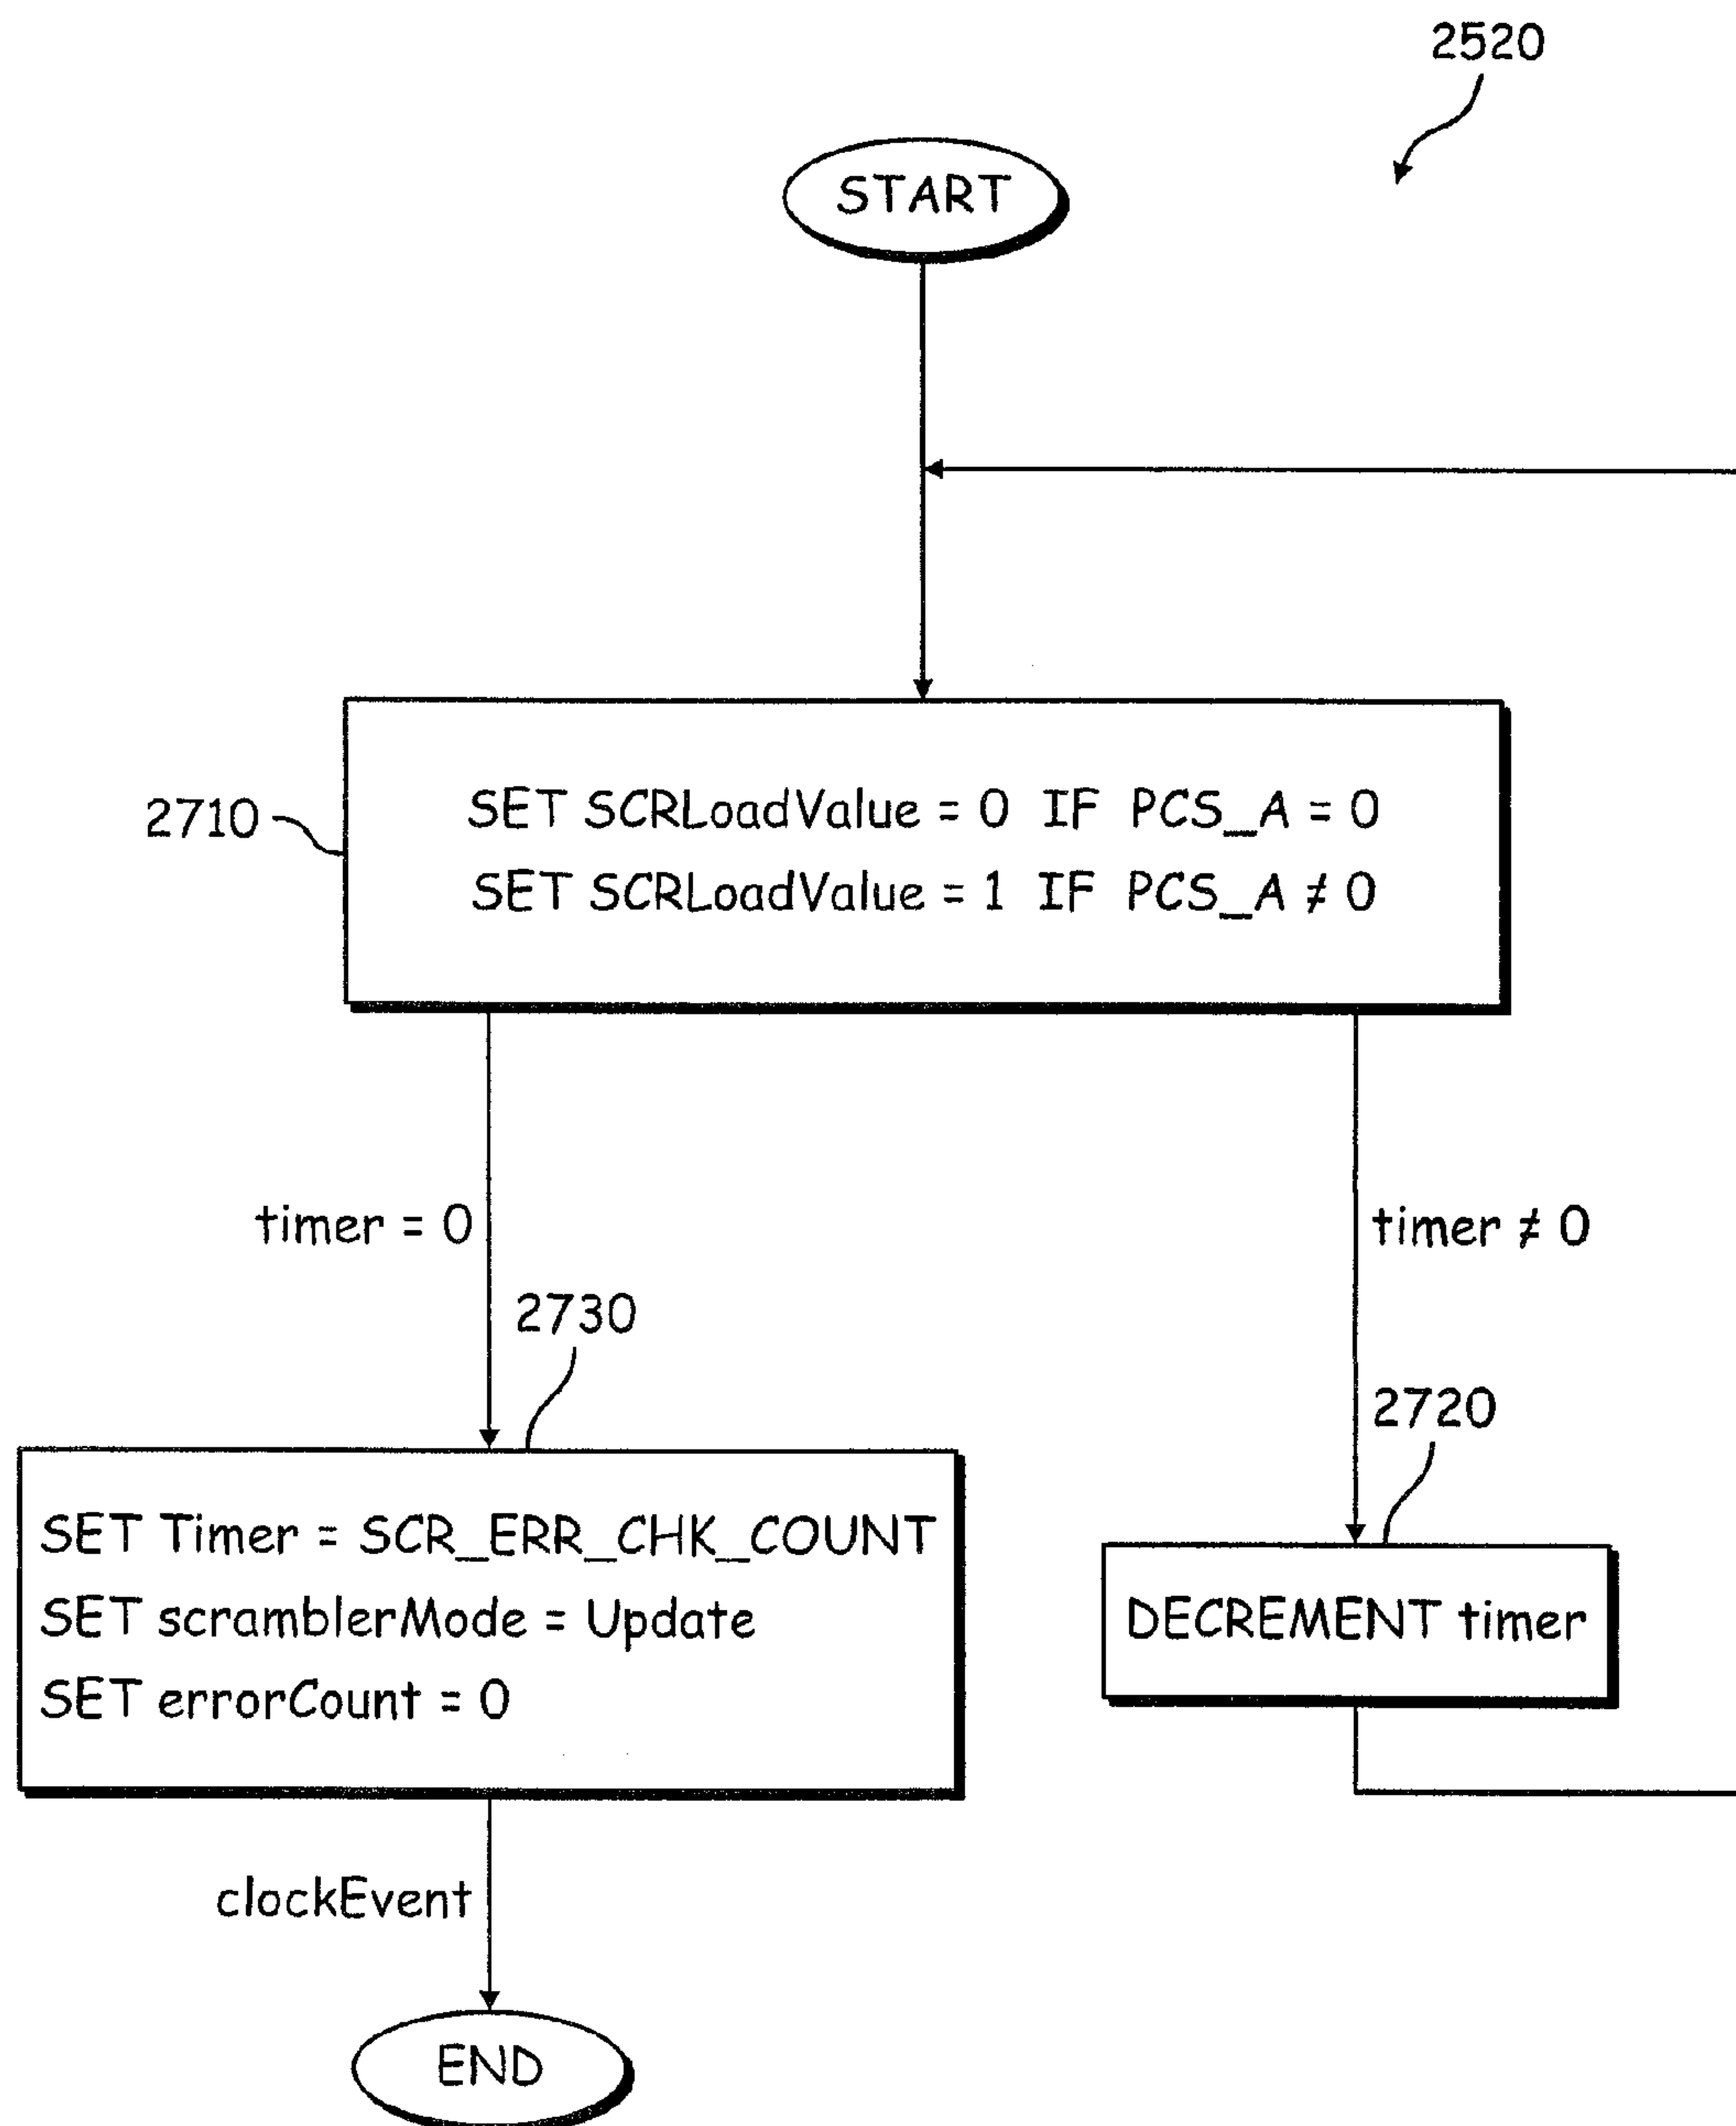 2520
START
2710
SET SCRLoadValue = 0 IF PCS_A = 0
SET SCRLoadValue = 1 IF PCS_A ≠ 0
timer = 0
timer ≠ 0
2730
2720
SET Timer = SCR_ERR_CHK_COUNT
SET scramblerMode = Update
SET errorCount = 0
DECREMENT timer
clockEvent
END